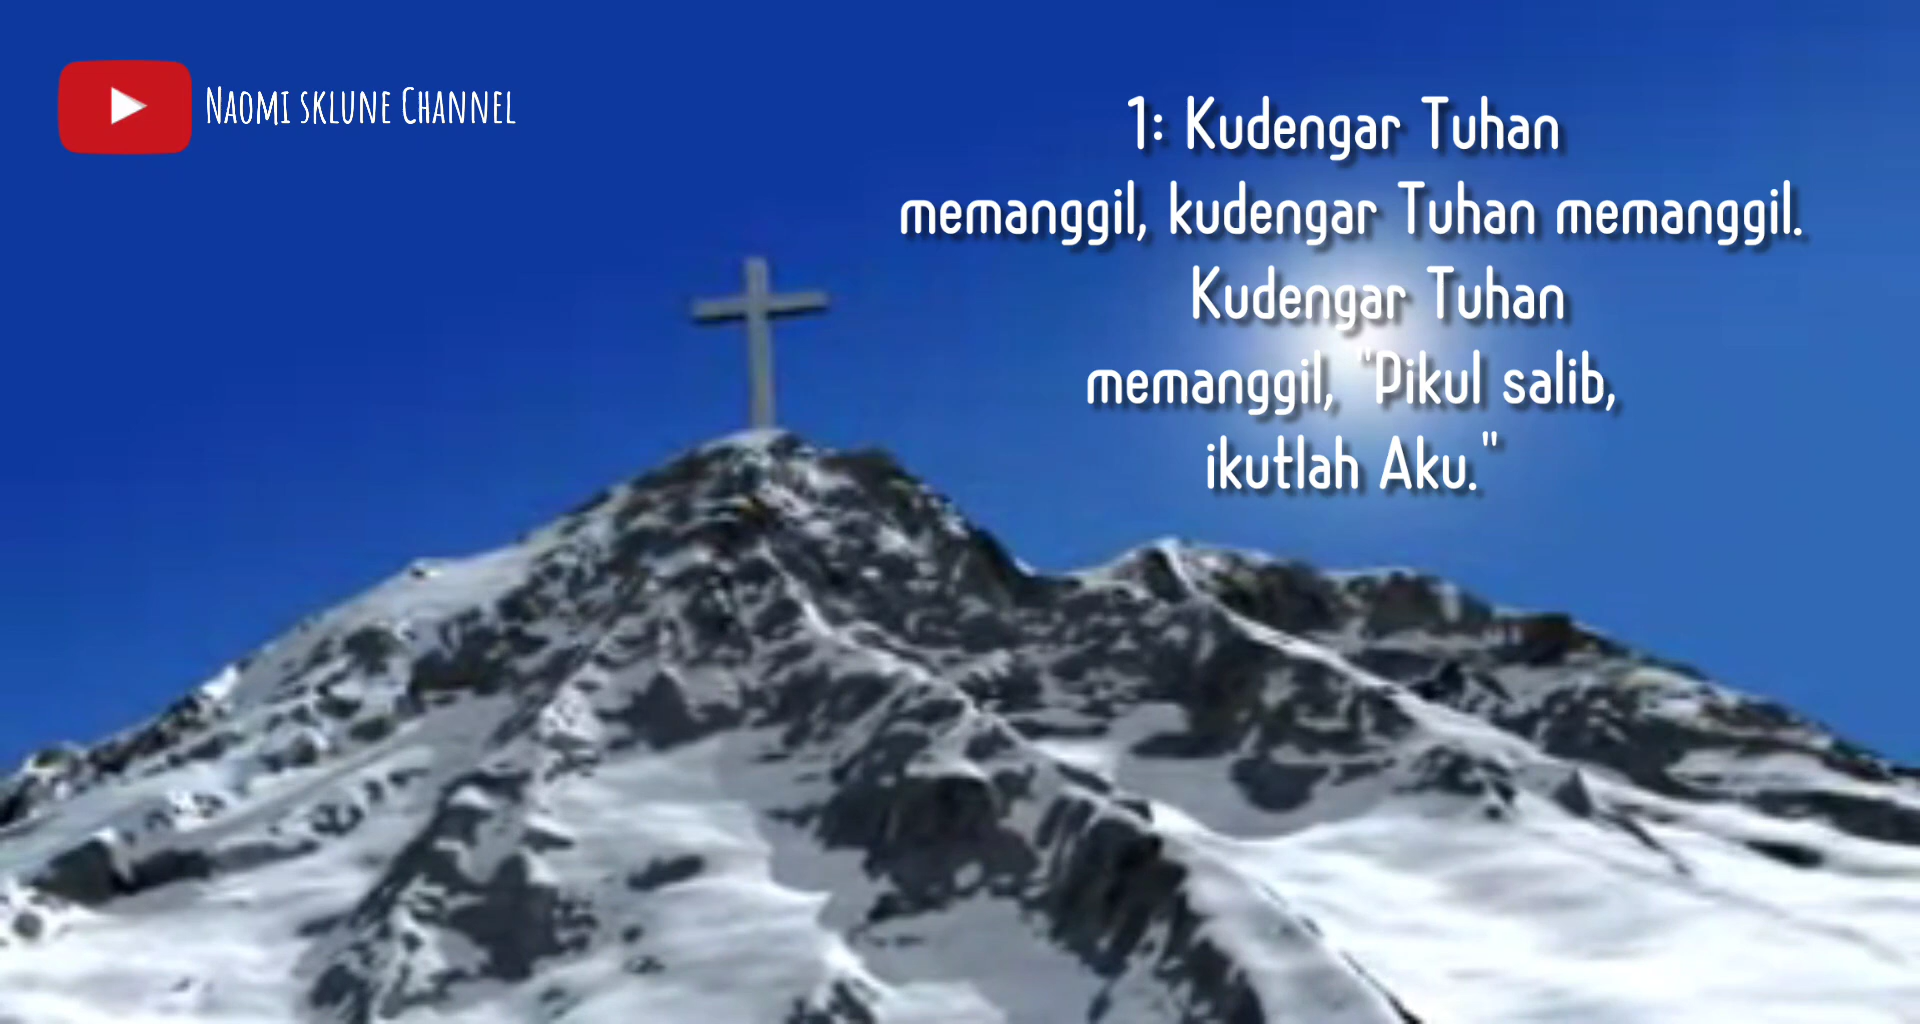 Naomi sklune Channel
1: Kudengar Tuhan
memanggil, kudengar Tuhan memanggil.
Kudengar Tuhan
memanggil, "Pikul salib,
ikutlah Aku."